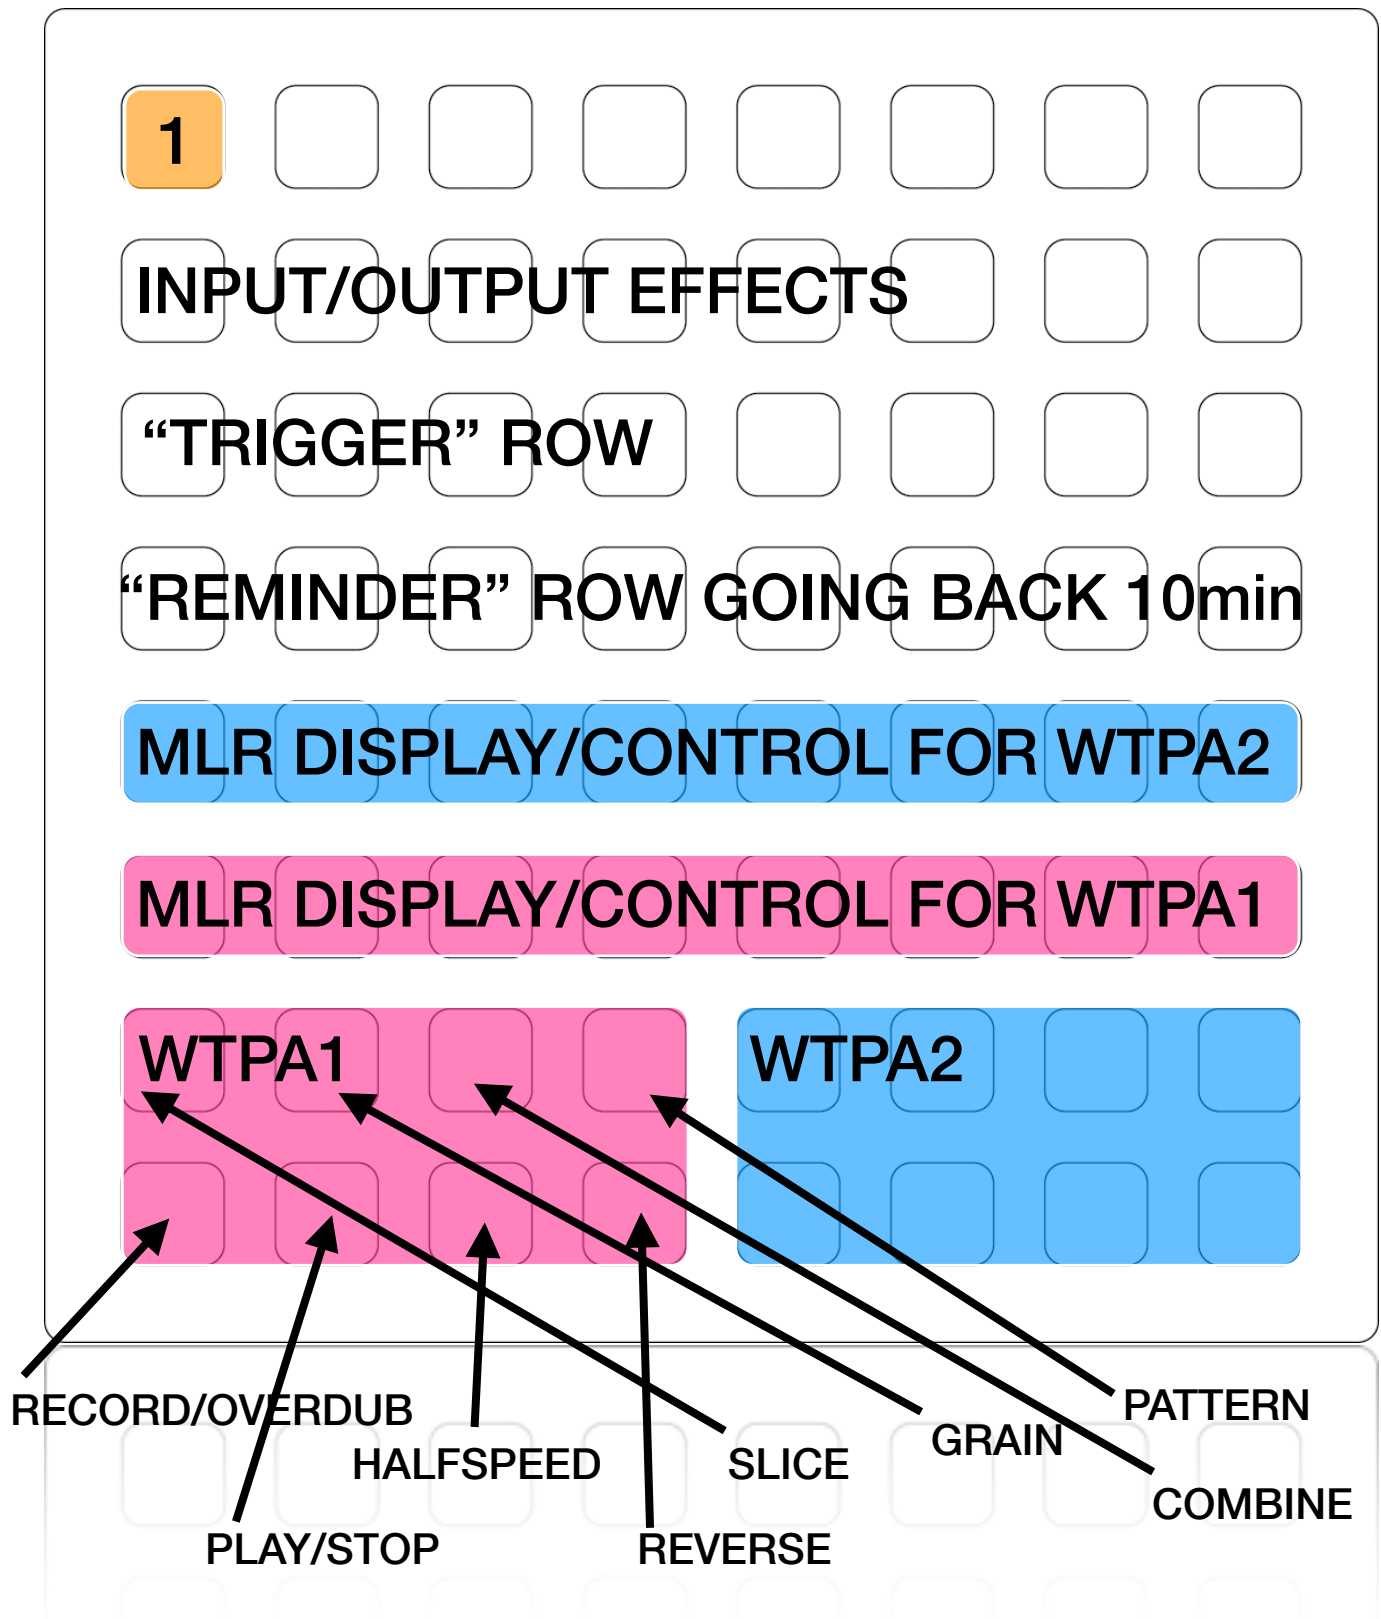 1
INPUT/OUTPUT EFFECTS
“TRIGGER” ROW
“REMINDER” ROW GOING BACK 10min
MLR DISPLAY/CONTROL FOR WTPA2
MLR DISPLAY/CONTROL FOR WTPA1
WTPA1 WTPA2
RECORD/OVERDUB
PATTERN
GRAIN
HALFSPEED
SLICE
COMBINE
PLAY/STOP
REVERSE